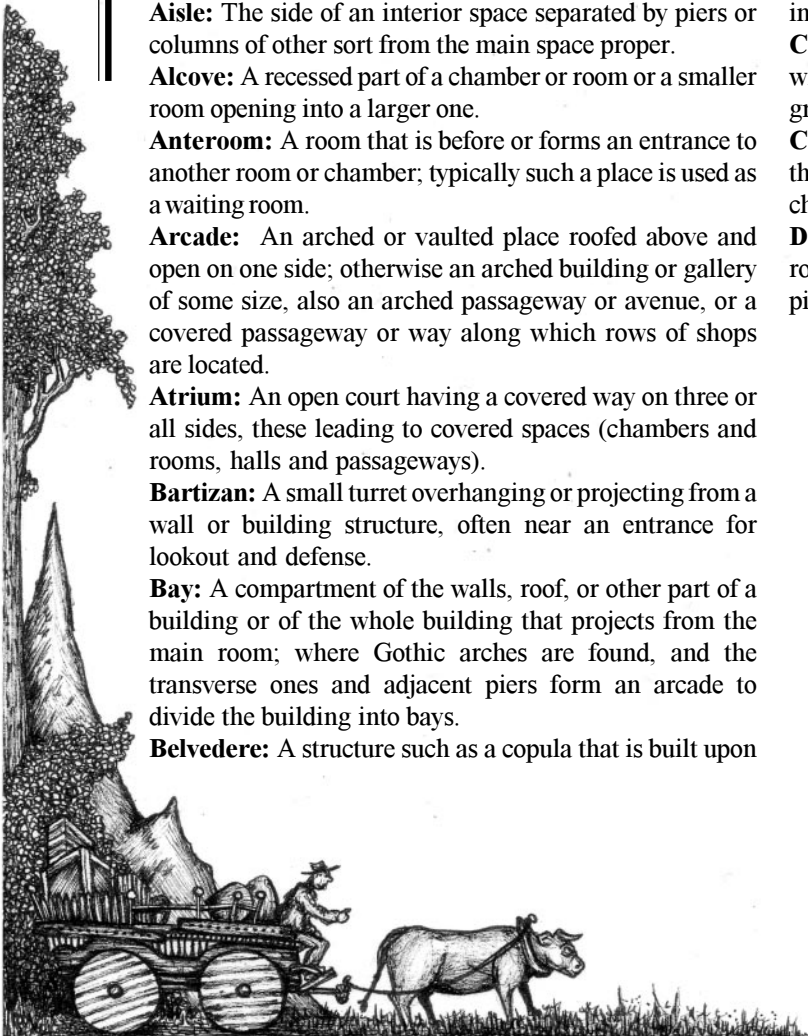 Aisle: The side of an interior space separated by piers or
columns of other sort from the main space proper.
Alcove: A recessed part of a chamber or room or a smaller
room opening into a larger one.
Anteroom: A room that is before or forms an entrance to
another room or chamber; typically such a place is used as
a waiting room.
Arcade: An arched or vaulted place roofed above and
open on one side; otherwise an arched building or gallery
of some size, also an arched passageway or avenue, or a
covered passageway or way along which rows of shops
are located.
Atrium: An open court having a covered way on three or
all sides, these leading to covered spaces (chambers and
rooms, halls and passageways).
Bartizan: A small turret overhanging or projecting from a
wall or building structure, often near an entrance for
lookout and defense.
Bay: A compartment of the walls, roof, or other part of a
building or of the whole building that projects from the
main room; where Gothic arches are found, and the
transverse ones and adjacent piers form an arcade to
divide the building into bays.
Belvedere: A structure such as a copula that is built upon